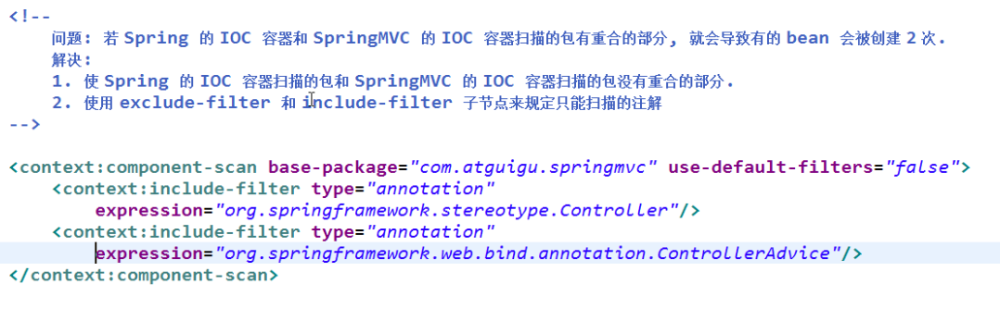 <!--
问题: 若 Spring 的 IOC 容器和 SpringMVC 的 IOC 容器扫描的包有重合的部分, 就会导致有的 bean 会被创建 2 次.
解决:
1. 使 Spring 的 IOC 容器扫描的包和 SpringMVC 的 IOC 容器扫描的包没有重合的部分.
2. 使用 exclude-filter 和 include-filter 子节点来规定只能扫描的注解
-->
<context:component-scan base-package="com.atguigu.springmvc" use-default-filters="false">
<context:include-filter type="annotation"
expression="org.springframework.stereotype.Controller"/>
<context:include-filter type="annotation"
expression="org.springframework.web.bind.annotation.ControllerAdvice"/>
</context:component-scan>